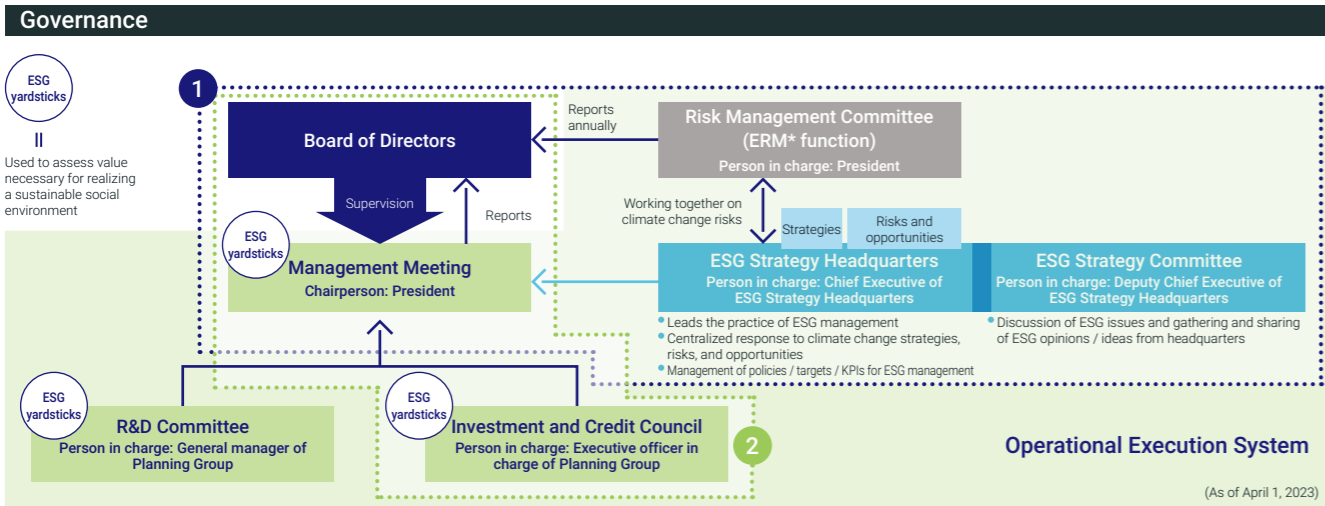 Governance
ESG
yardsticks
=
Used to assess value
necessary for realizing
a sustainable social
environment
1
Board of Directors
Supervision
Reports
Reports
annually
Risk Management Committee
(ERM* function)
Person in charge: President
Working together on
climate change risks
Strategies
Risks and
opportunities
ESG
yardsticks
Management Meeting
Chairperson: President
ESG Strategy Headquarters
Person in charge: Chief Executive of
ESG Strategy Headquarters
ESG Strategy Committee
Person in charge: Deputy Chief Executive of
ESG Strategy Headquarters
• Leads the practice of ESG management
• Centralized response to climate change strategies,
risks, and opportunities
• Management of policies / targets / KPIs for ESG management
• Discussion of ESG issues and gathering and sharing
of ESG opinions / ideas from headquarters
ESG
yardsticks
R&D Committee
Person in charge: General manager of
Planning Group
ESG
yardsticks
Investment and Credit Council
Person in charge: Executive officer in
charge of Planning Group
2
Operational Execution System
(As of April 1, 2023)